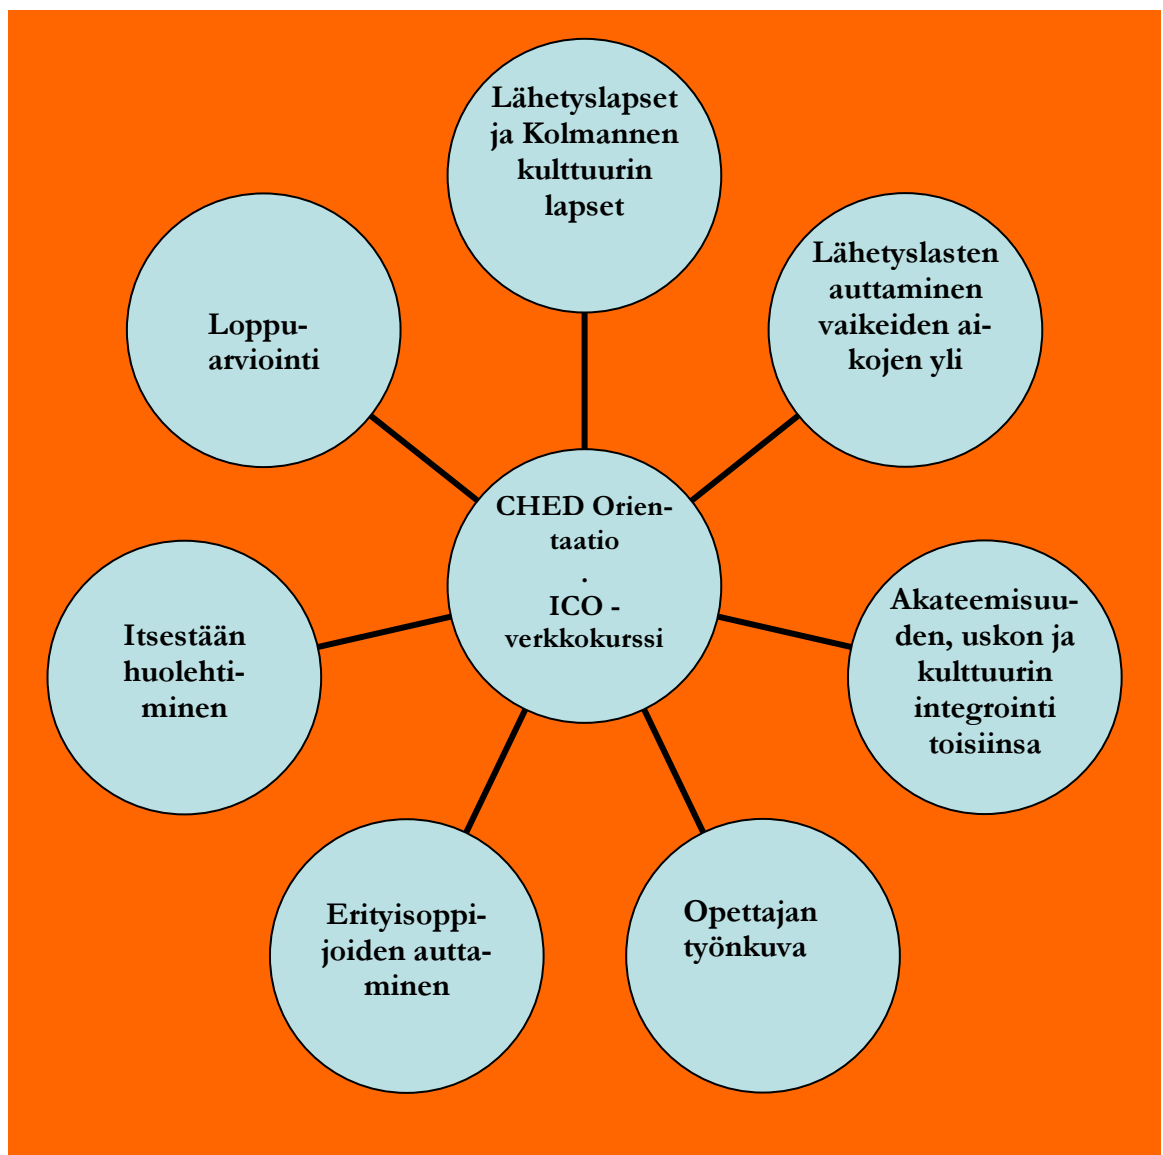 Lähetyslapset
ja Kolmannen
kulttuurin
lapset
Lähetyslasten
auttaminen
vaikeiden ai-
kojen yli
Akateemisuu-
den, uskon ja
kulttuurin
integrointi
toisiinsa
Opettajan
työnkuva
Erityisoppi-
joiden autta-
minen
Itsestään
huolehti-
minen
Loppu-
arviointi
CHED Orien-
taatio
.
ICO -
verkkokurssi